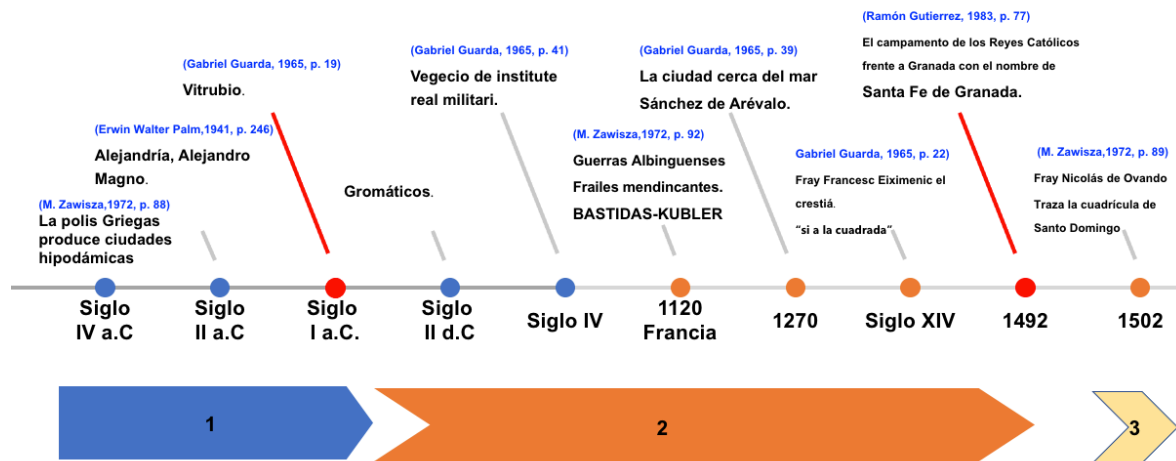 (M. Zawisza,1972, p. 88)
La polis Griegas
produce ciudades
hipodámicas
(Erwin Walter Palm,1941, p. 246)
Alejandría, Alejandro
Magno.
(Gabriel Guarda, 1965, p. 19)
Vitrubio.
Gromáticos.
(Gabriel Guarda, 1965, p. 41)
Vegecio de institute
real militari.
(M. Zawisza,1972, p. 92)
Guerras Albinguenses
Frailes mendincantes.
BASTIDAS-KUBLER
(Gabriel Guarda, 1965, p. 39)
La ciudad cerca del mar
Sánchez de Arévalo.
Gabriel Guarda, 1965, p. 22)
Fray Francesc Eiximenic el
crestiá.
“si a la cuadrada“
(Ramón Gutierrez, 1983, p. 77)
El campamento de los Reyes Católicos
frente a Granada con el nombre de
Santa Fe de Granada.
(M. Zawisza,1972, p. 89)
Fray Nicolás de Ovando
Traza la cuadrícula de
Santo Domingo
Siglo
IV a.C
Siglo
II a.C
Siglo
I a.C.
Siglo
II d.C
Siglo IV
1120
Francia
1270
Siglo XIV
1492
1502
1
2
3